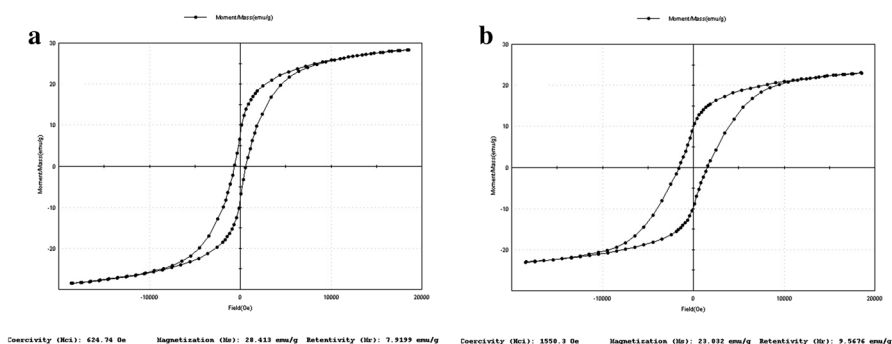 Moment/Mass(emu/g)
a
30
20
10
0
-10
-20
Moment/Mass(emu/g)
-10000 0 10000 20000
Field(Oe)
Coercivity (Hci): 624.74 Oe Magnetization (Ms): 28.413 emu/g Retentivity (Mr): 7.9199 emu/g
Moment/Mass(emu/g)
b
30
20
10
0
-10
-20
Moment/Mass(emu/g)
-10000 0 10000 20000
Field(Oe)
Coercivity (Hci): 1550.3 Oe Magnetization (Ms): 23.032 emu/g Retentivity (Mr): 9.5676 emu/g